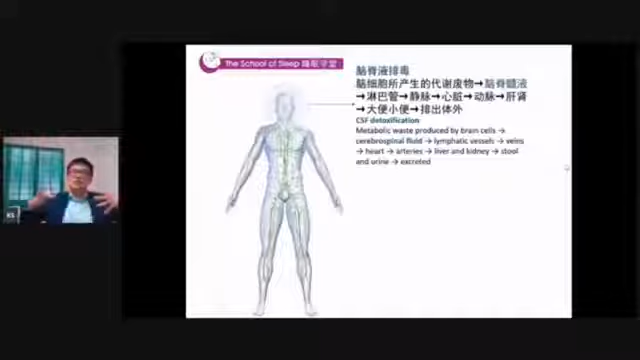 The School of Sleep 睡眠学堂
脑脊液排毒
脑细胞所产生的代谢废物→脑脊髓液
→淋巴管→静脉→心脏→动脉→肝肾
→大便小便→排出体外
CSF detoxification
Metabolic waste produced by brain cells →
cerebrospinal fluid → lymphatic vessels → veins
→ heart → arteries → liver and kidney → stool
and urine → excreted
KS